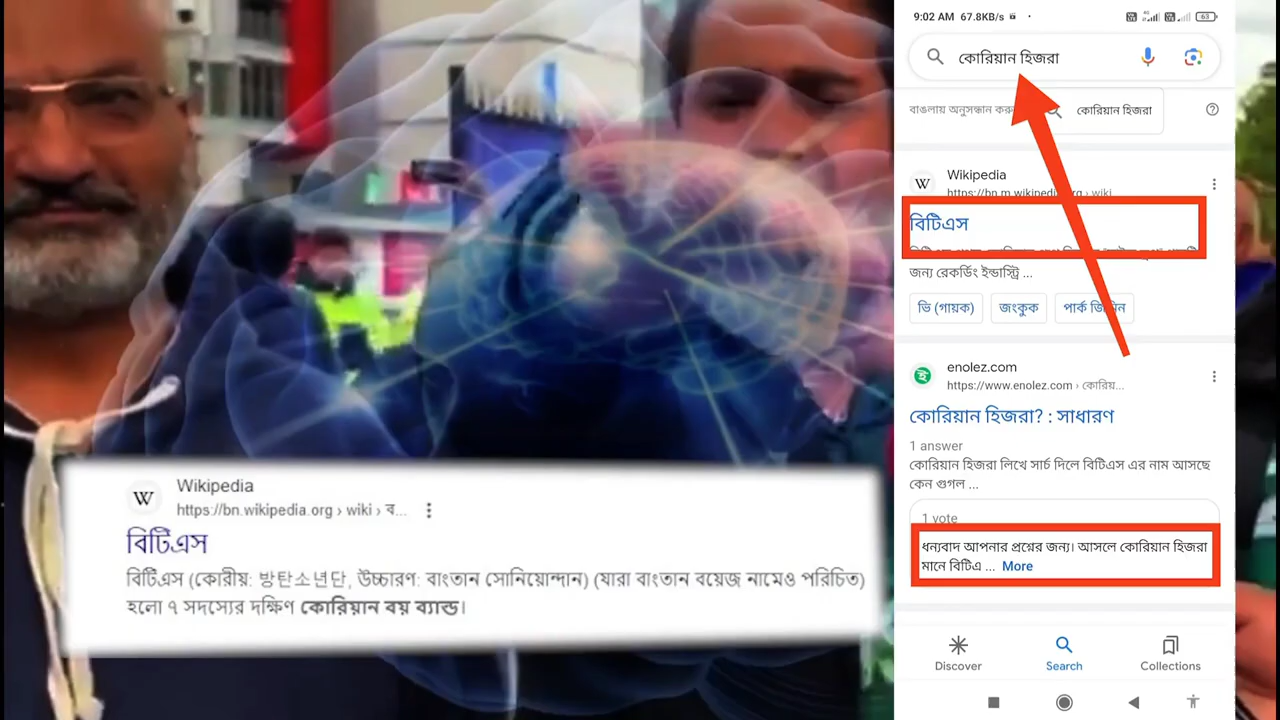 Wikipedia
https://bn.wikipedia.org › wiki › ব...
বিটিএস
বিটিএস (কোরীয়: 방탄소년단, উচ্চারণ: বাংতান সোনিয়োন্দান) (যারা বাংতান বয়েজ নামেও পরিচিত)
হলো ৭ সদস্যের দক্ষিণ কোরিয়ান বয় ব্যান্ড।
9:02 AM 67.8KB/s
63
কোরিয়ান হিজরা
বাঙলায় অনুসন্ধান কর
কোরিয়ান হিজরা
Wikipedia
https://bn.m.wikipedia.org › wiki
বিটিএস
জন্য রেকর্ডিং ইন্ডাস্ট্রি ...
ভি (গায়ক)
জংকুক
পার্ক
enolez.com
https://www.enolez.com › কোরিয়...
কোরিয়ান হিজরা? : সাধারণ
1 answer
কোরিয়ান হিজরা লিখে সার্চ দিলে বিটিএস এর নাম আসছে
কেন গুগল ...
1 vote
ধন্যবাদ আপনার প্রশ্নের জন্য। আসলে কোরিয়ান হিজরা
মানে বিটিএ ... More
Discover
Search
Collections